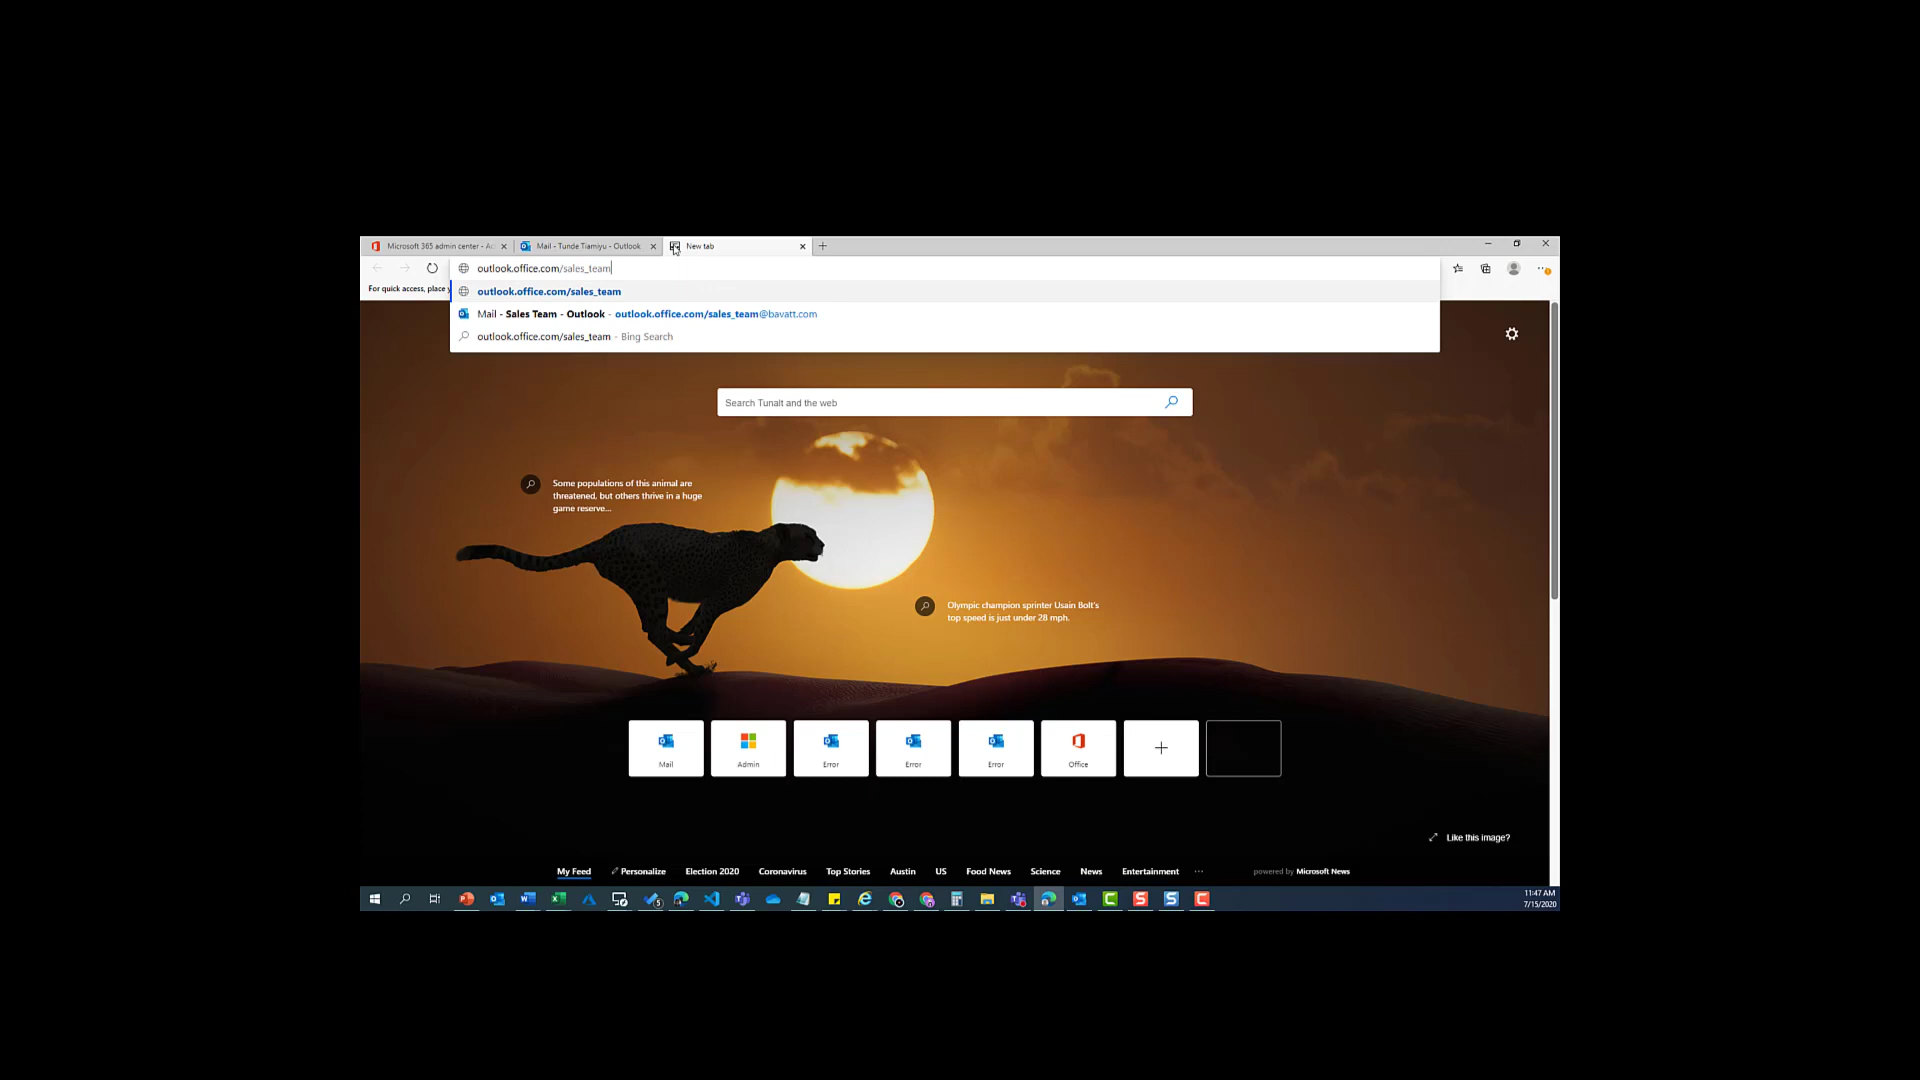 Microsoft 365 admin center - Ac
Mail - Tunde Tiamiyu - Outlook
New tab
outlook.office.com/sales_team
For quick access, place y
outlook.office.com/sales_team
Mail - Sales Team - Outlook - outlook.office.com/sales_team@bavatt.com
outlook.office.com/sales_team - Bing Search
Search Tunalt and the web
Some populations of this animal are
threatened, but others thrive in a huge
game reserve...
Olympic champion sprinter Usain Bolt's
top speed is just under 28 mph.
Mail
Admin
Error
Error
Error
Office
Like this image?
My Feed Personalize Election 2020 Coronavirus Top Stories Austin US Food News Science News Entertainment ... powered by Microsoft News
11:47 AM
7/15/2020